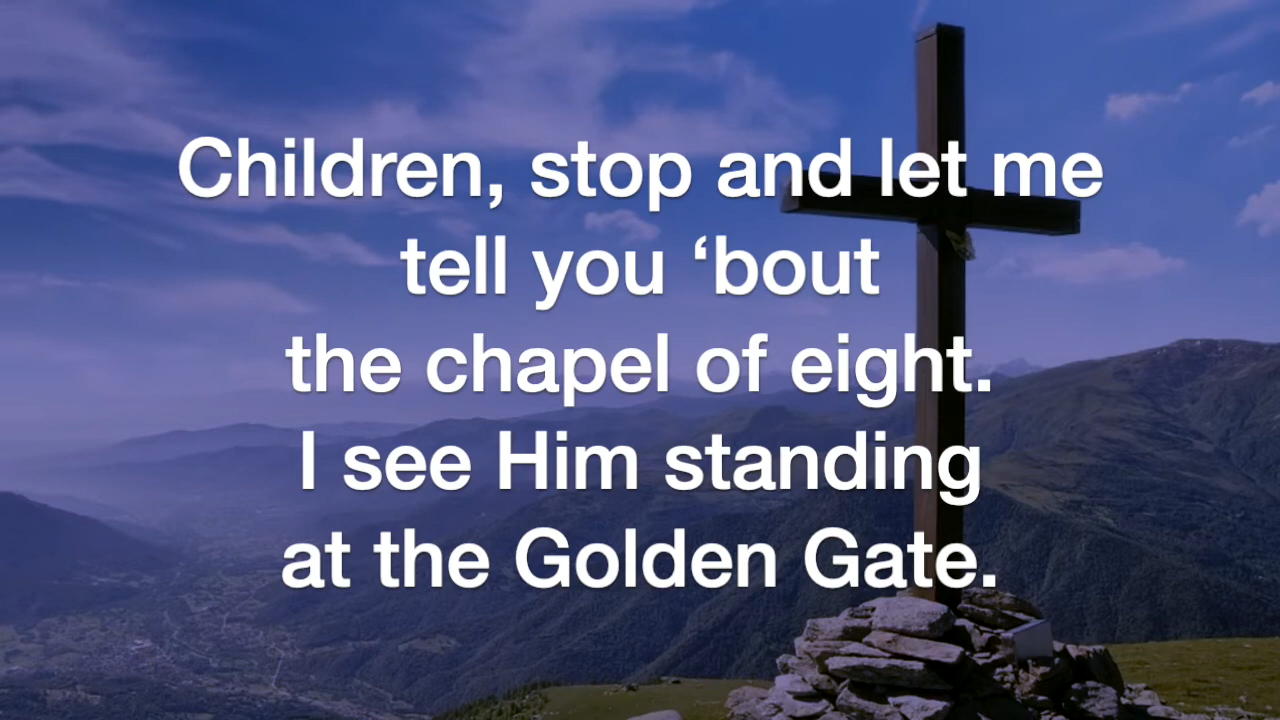 Children, stop and let me
tell you ‘bout
the chapel of eight.
I see Him standing
at the Golden Gate.